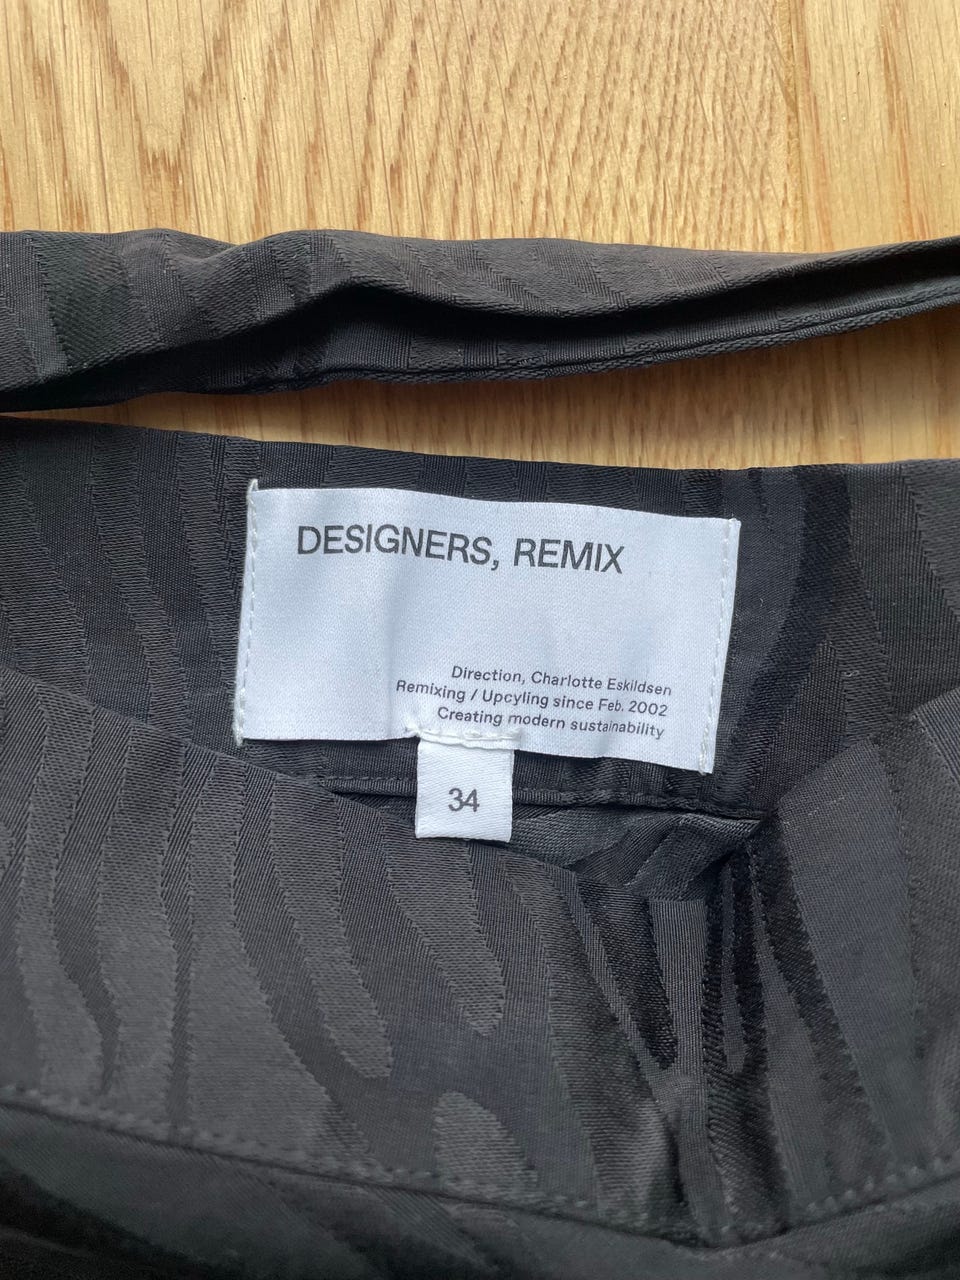 DESIGNERS, REMIX
Direction, Charlotte Eskildsen
Remixing / Upcyling since Feb. 2002
Creating modern sustainability
34